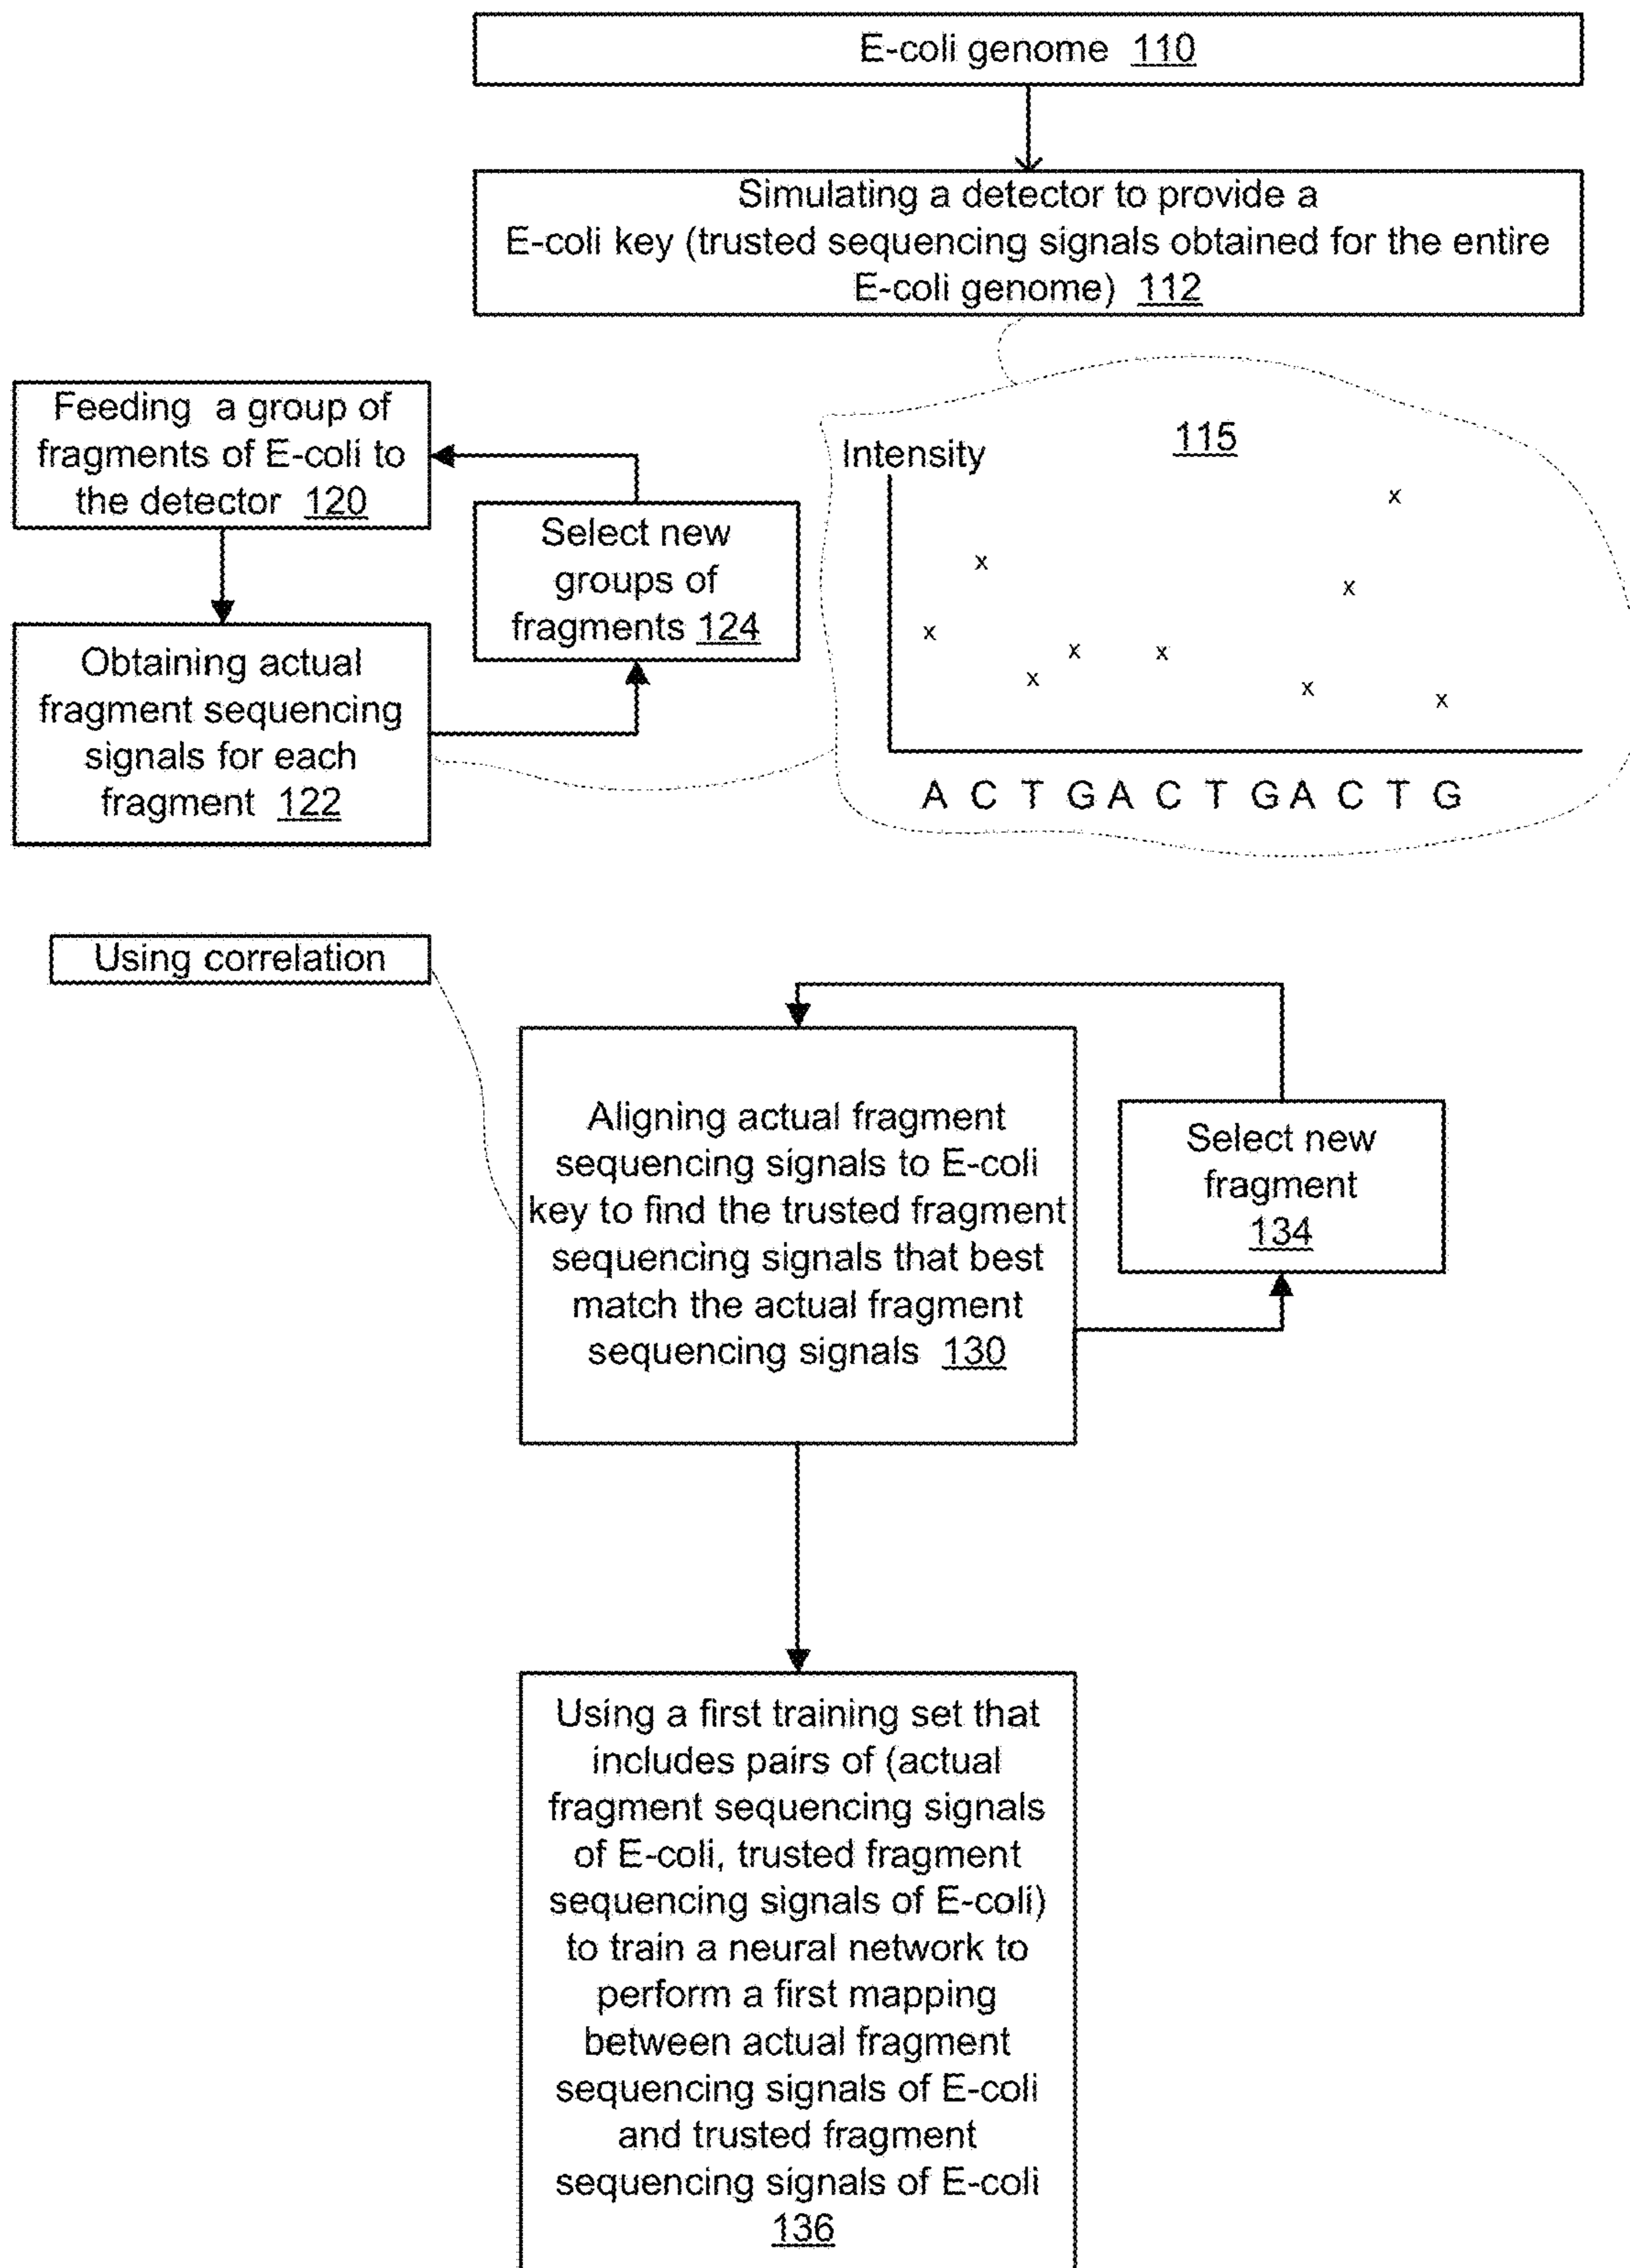 E-coli genome 110
Simulating a detector to provide a
E-coli key (trusted sequencing signals obtained for the entire
E-coli genome) 112
Feeding a group of
fragments of E-coli to
the detector 120
Select new
groups of
fragments 124
Obtaining actual
fragment sequencing
signals for each
fragment 122
115
Intensity
x
x
x
x
x
x
x
x
x
A C T G A C T G A C T G
Using correlation
Aligning actual fragment
sequencing signals to E-coli
key to find the trusted fragment
sequencing signals that best
match the actual fragment
sequencing signals 130
Select new
fragment
134
Using a first training set that
includes pairs of (actual
fragment sequencing signals
of E-coli, trusted fragment
sequencing signals of E-coli)
to train a neural network to
perform a first mapping
between actual fragment
sequencing signals of E-coli
and trusted fragment
sequencing signals of E-coli
136